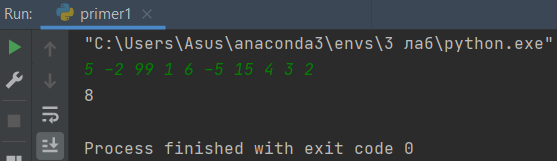 Run: primer1
"C:\Users\Asus\anaconda3\envs\3 лаб\python.exe"
5 -2 99 1 6 -5 15 4 3 2
8
Process finished with exit code 0